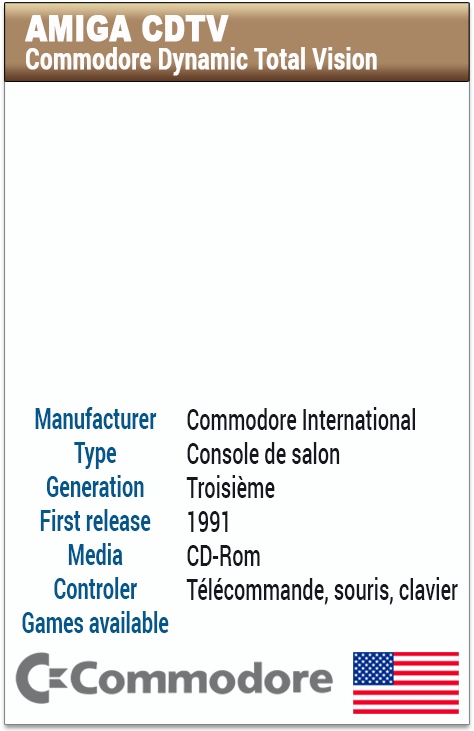 AMIGA CDTV
Commodore Dynamic Total Vision
Manufacturer Commodore International
Type Console de salon
Generation Troisième
First release 1991
Media CD-Rom
Controler Télécommande, souris, clavier
Games available
Commodore